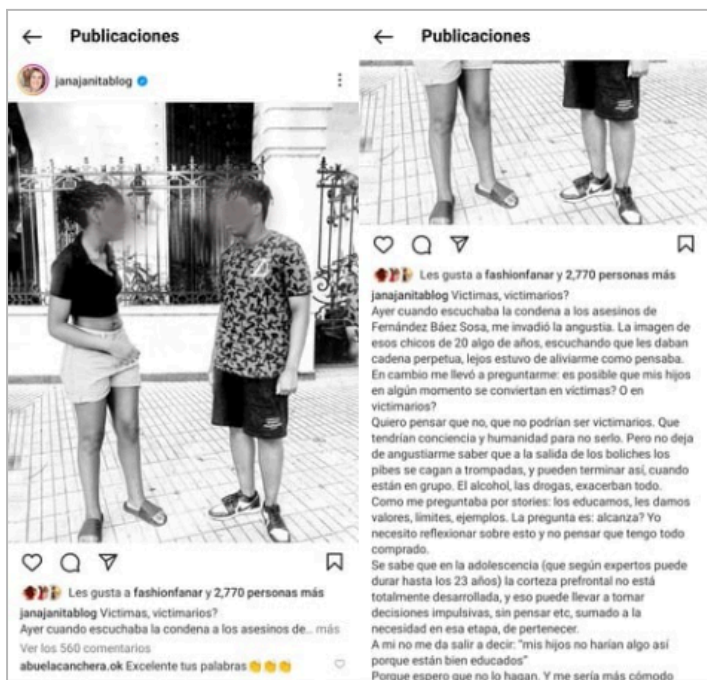 Publicaciones
janajanitablog
Les gusta a fashionfanar y 2,770 personas más
janajanitablog Victimas, victimarios?
Ayer cuando escuchaba la condena a los asesinos de... más
Ver los 560 comentarios
abuelacanchera.ok Excelente tus palabras 👏👏👏
Publicaciones
Les gusta a fashionfanar y 2,770 personas más
janajanitablog Victimas, victimarios?
Ayer cuando escuchaba la condena a los asesinos de
Fernández Báez Sosa, me invadió la angustia. La imagen de
esos chicos de 20 algo de años, escuchando que les daban
cadena perpetua, lejos estuvo de aliviarme como pensaba.
En cambio me llevó a preguntarme: es posible que mis hijos
en algún momento se conviertan en victimas? O en
victimarios?
Quiero pensar que no, que no podrían ser victimarios. Que
tendrían conciencia y humanidad para no serlo. Pero no deja
de angustiarme saber que a la salida de los boliches los
pibes se cagan a trompadas, y pueden terminar así, cuando
están en grupo. El alcohol, las drogas, exacerban todo.
Como me preguntaba por stories: los educamos, les damos
valores, limites, ejemplos. La pregunta es: alcanza? Yo
necesito reflexionar sobre esto y no pensar que tengo todo
comprado.
Se sabe que en la adolescencia (que según expertos puede
durar hasta los 23 años) la corteza prefrontal no está
totalmente desarrollada, y eso puede llevar a tomar
decisiones impulsivas, sin pensar etc, sumado a la
necesidad en esa etapa, de pertenecer.
A mi no me da salir a decir: "mis hijos no harían algo así
porque están bien educados"
Porque espero que no lo hagan. Y me sería más cómodo